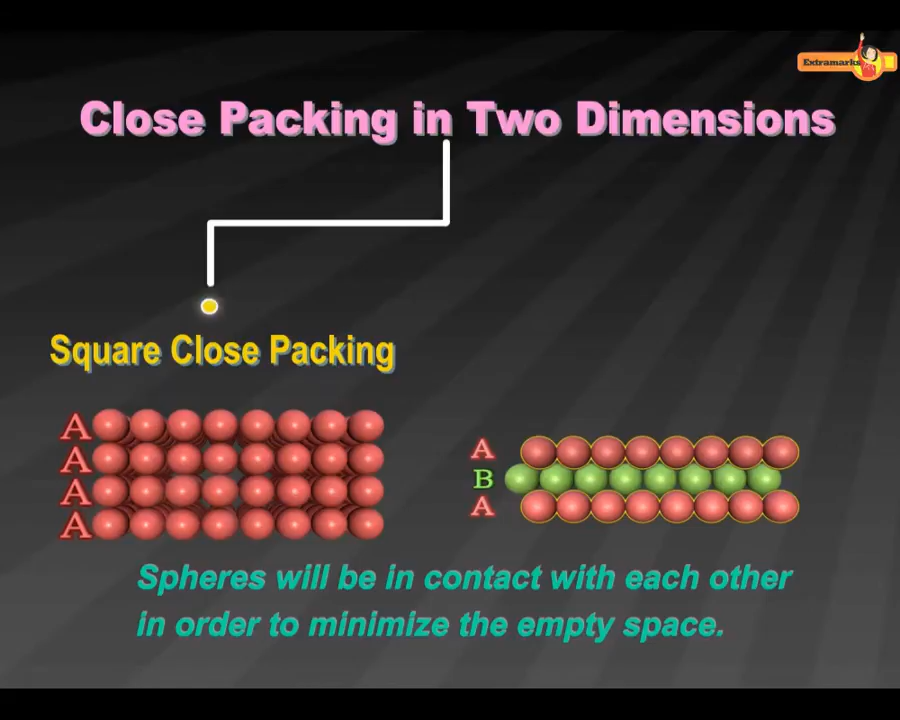 Extramarks
Close Packing in Two Dimensions
Square Close Packing
A
A
A
A
A
B
A
Spheres will be in contact with each other
in order to minimize the empty space.